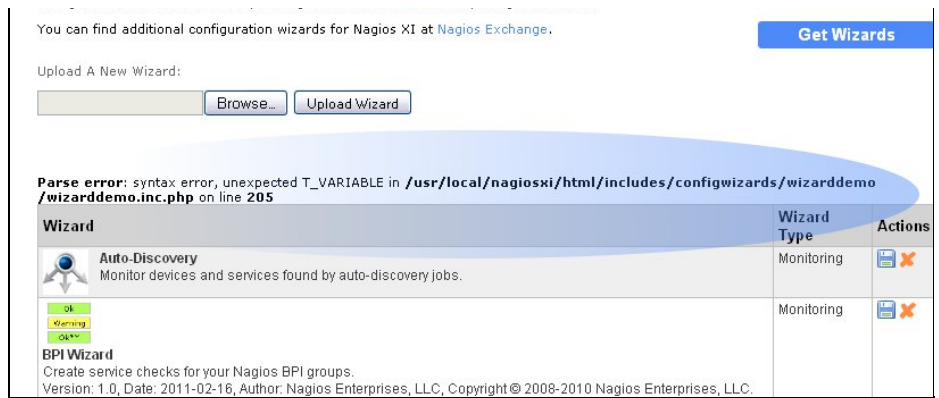 You can find additional configuration wizards for Nagios XI at Nagios Exchange.
Get Wizards
Upload A New Wizard:
Browse...
Upload Wizard
Parse error: syntax error, unexpected T_VARIABLE in /usr/local/nagiosxi/html/includes/configwizards/wizarddemo
/wizarddemo.inc.php on line 205
Wizard
Wizard
Type
Actions
Auto-Discovery
Monitor devices and services found by auto-discovery jobs.
Monitoring
Ok
Warning
Ok**
Monitoring
BPI Wizard
Create service checks for your Nagios BPI groups.
Version: 1.0, Date: 2011-02-16, Author: Nagios Enterprises, LLC, Copyright © 2008-2010 Nagios Enterprises, LLC.